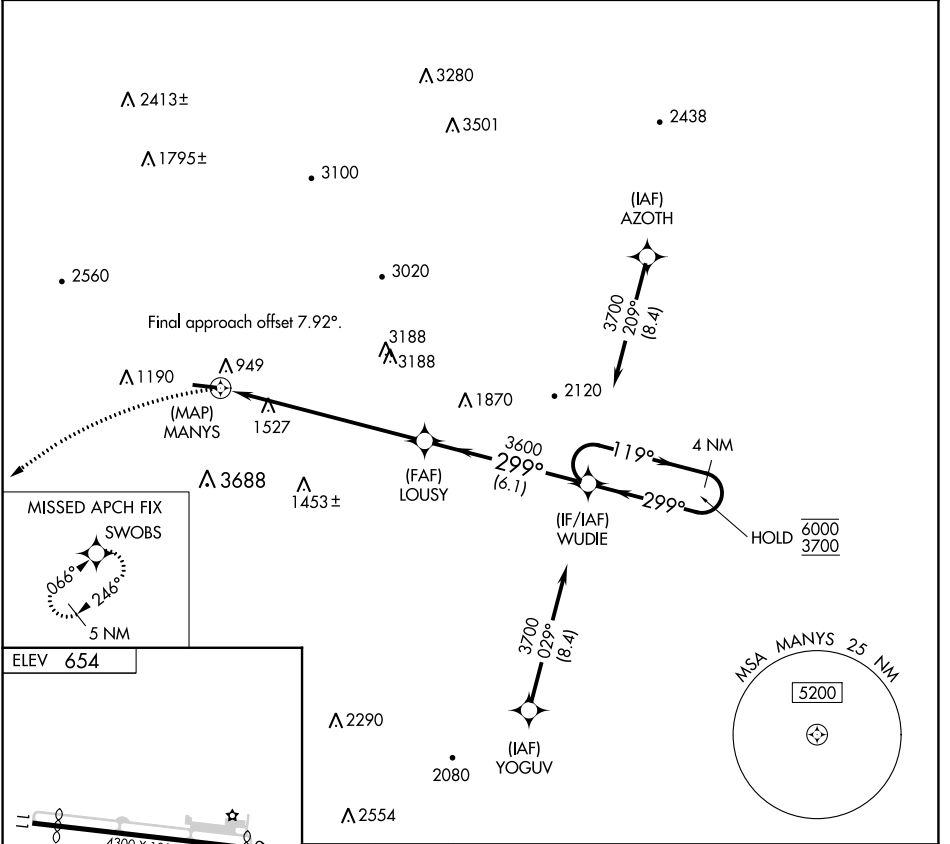 3280
2413±
3501
2438
1795±
3100
(IAF)
AZOTH
2560
3020
3700
209°
(8.4)
Final approach offset 7.92°.
3188
3188
949
1190
2120
1870
(MAP)
MANYS
1527
3600
299°
(6.1)
119°
4 NM
(FAF)
LOUSY
3688
1453 ±
299°
(IF/IAF)
WUDIE
HOLD 6000
3700
MISSED APCH FIX
SWOBS
066°
246°
5 NM
3700
029°
(8.4)
MSA MANYS 25 NM
5200
ELEV 654
2290
(IAF)
YOGUV
2080
2554